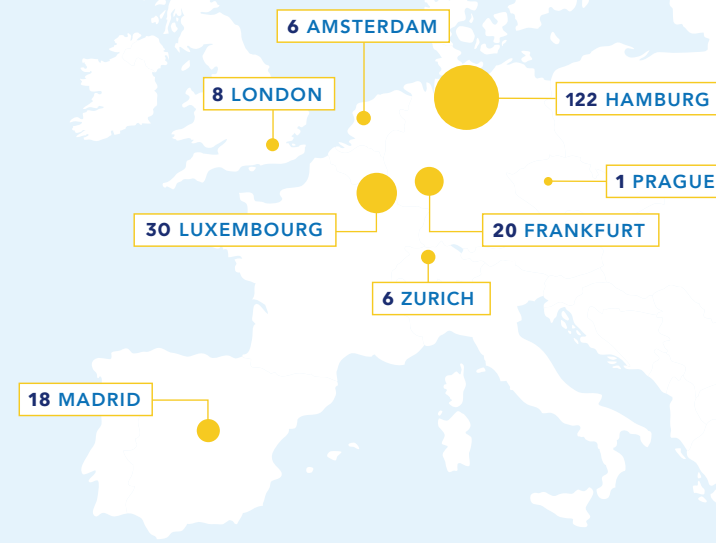 6 AMSTERDAM
8 LONDON
122 HAMBURG
1 PRAGUE
30 LUXEMBOURG
20 FRANKFURT
6 ZURICH
18 MADRID